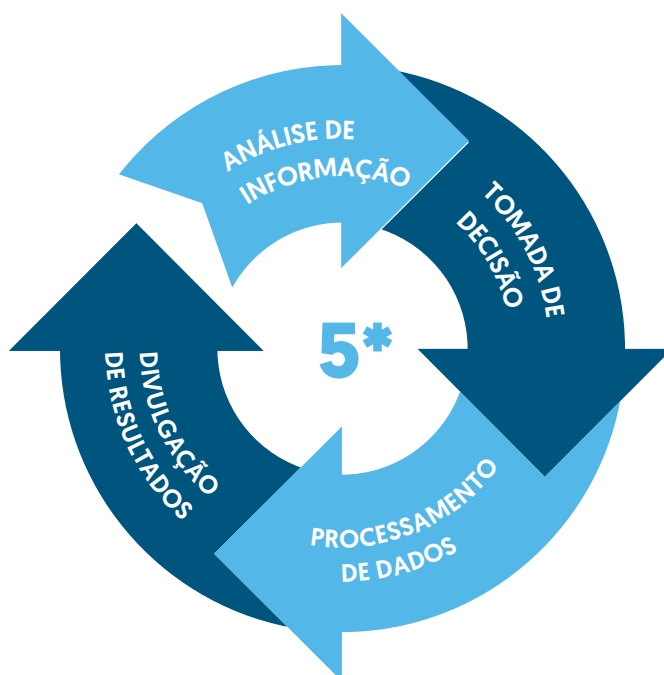 ANÁLISE DE
INFORMAÇÃO
TOMADA DE
DECISÃO
5*
PROCESSAMENTO
DE DADOS
DIVULGAÇÃO
DE RESULTADOS